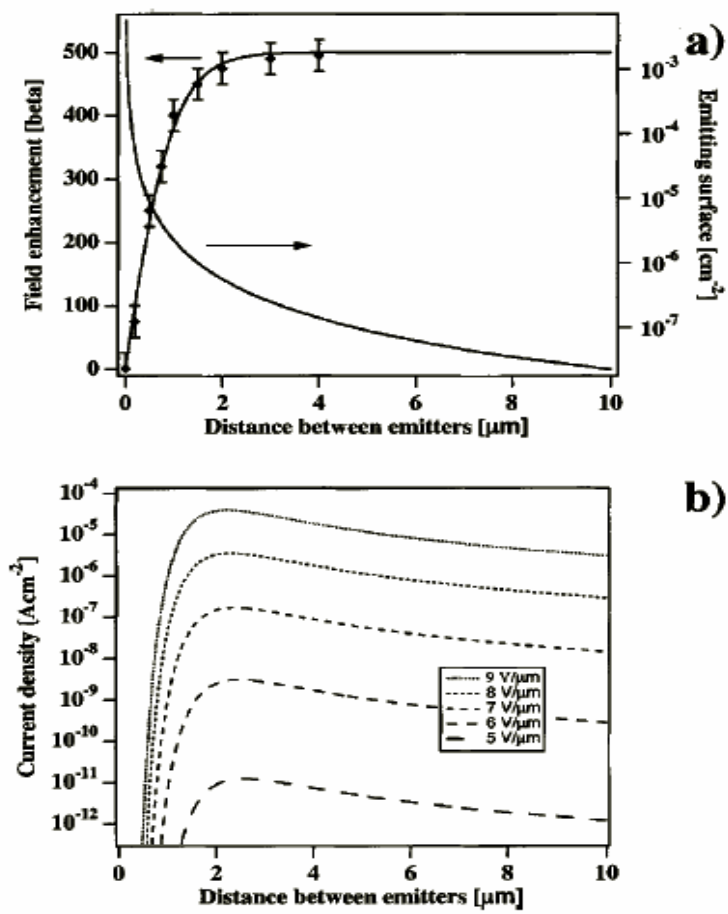 a)
500
400
300
200
100
0
Field enhancement [beta]
10-3
10-4
10-5
10-6
10-7
Emitting surface [cm-2]
0 2 4 6 8 10
Distance between emitters [μm]
b)
10-4
10-5
10-6
10-7
10-8
10-9
10-10
10-11
10-12
Current density [Acm-2]
9 V/μm
8 V/μm
7 V/μm
6 V/μm
5 V/μm
0 2 4 6 8 10
Distance between emitters [μm]